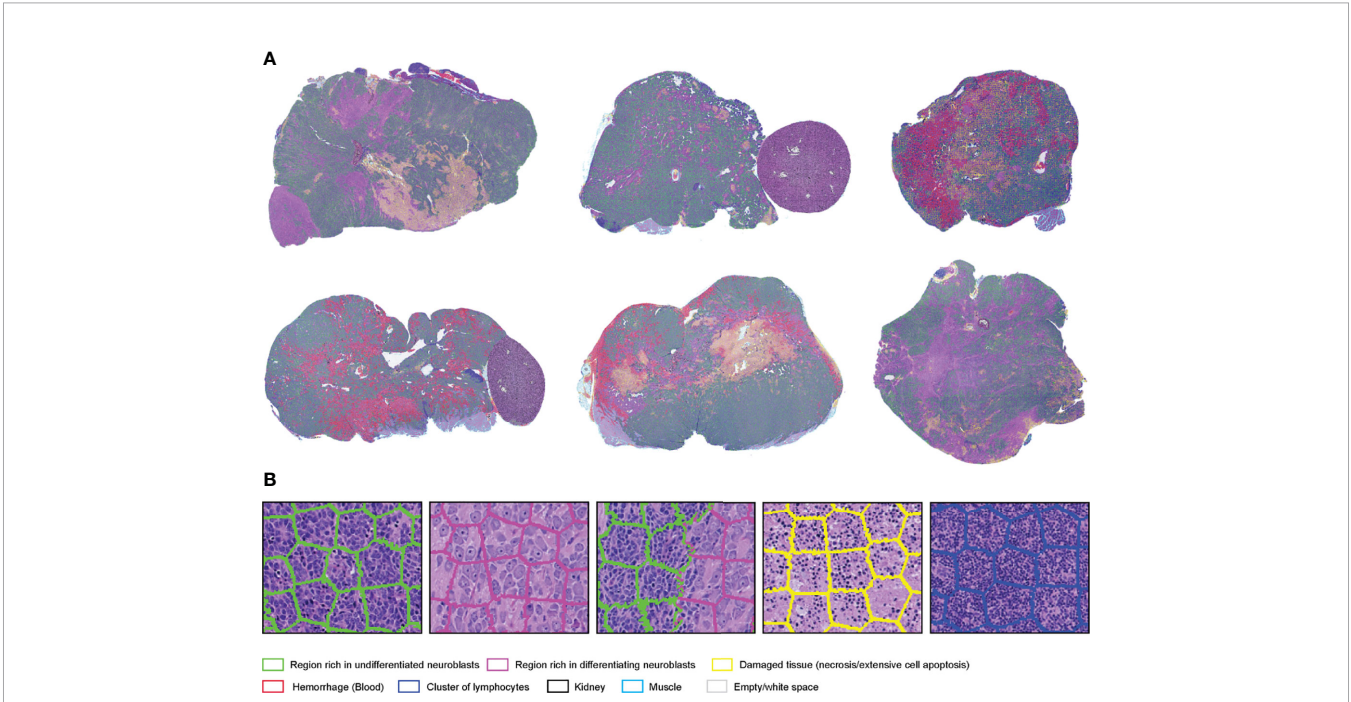 A
B
Region rich in undifferentiated neuroblasts Region rich in differentiating neuroblasts Damaged tissue (necrosis/extensive cell apoptosis)
Hemorrhage (Blood) Cluster of lymphocytes Kidney Muscle Empty/white space